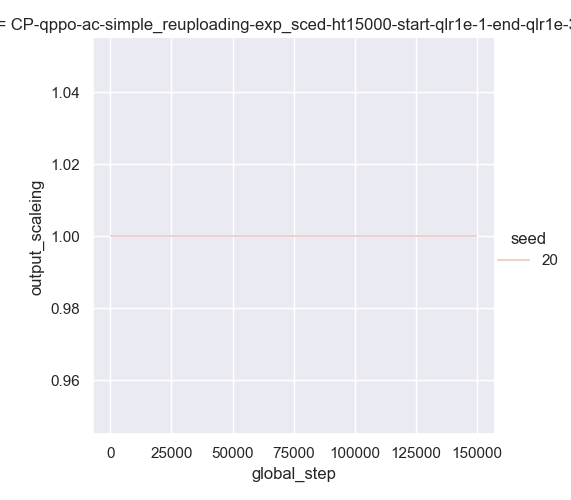 = CP-qppo-ac-simple_reuploading-exp_sced-ht15000-start-qlr1e-1-end-qlr1e-3
1.04
1.02
1.00
0.98
0.96
output_scaleing
0 25000 50000 75000 100000 125000 150000
global_step
seed
20